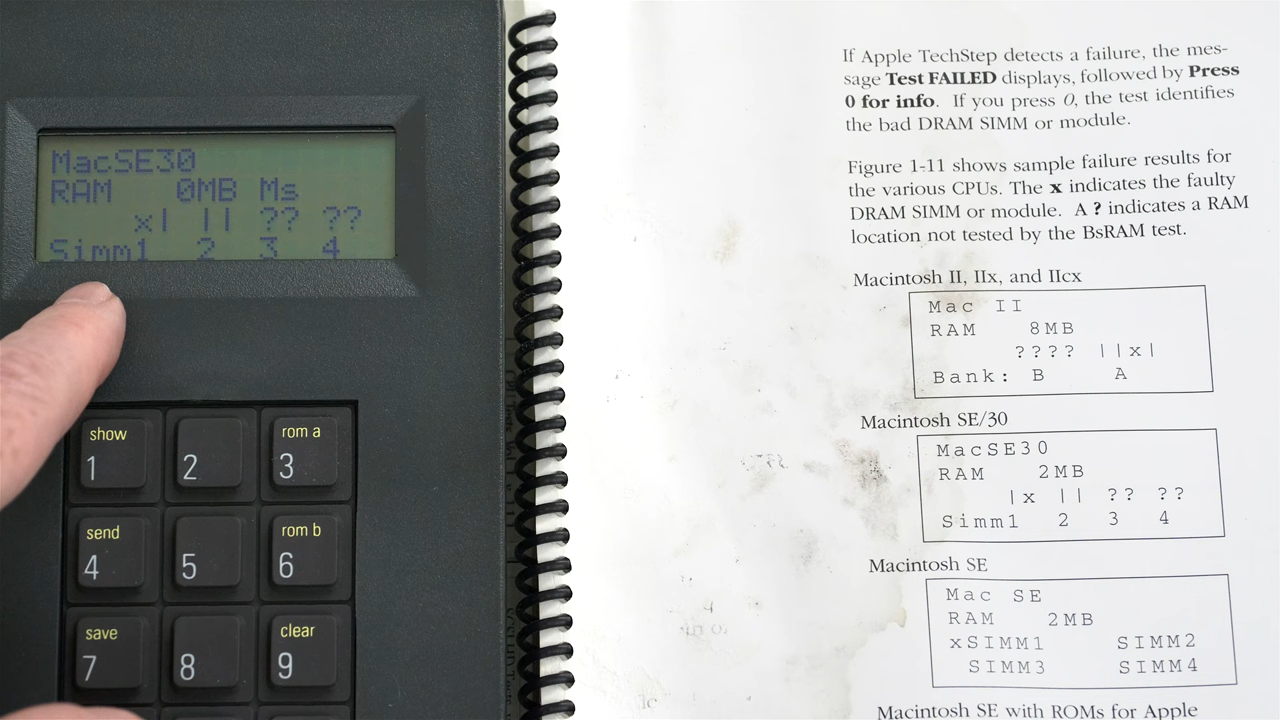 MacSE30
RAM 0MB Ms
x| || ?? ??
Simm1 2 3 4
show
1
2
rom a
3
send
4
5
rom b
6
save
7
8
clear
9
If Apple TechStep detects a failure, the mes-
sage Test FAILED displays, followed by Press
0 for info. If you press 0, the test identifies
the bad DRAM SIMM or module.
Figure 1-11 shows sample failure results for
the various CPUs. The x indicates the faulty
DRAM SIMM or module. A ? indicates a RAM
location not tested by the BsRAM test.
Macintosh II, IIx, and IIcx
Mac II
RAM 8MB
???? ||x|
Bank: B A
Macintosh SE/30
MacSE30
RAM 2MB
|x || ?? ??
Simm1 2 3 4
Macintosh SE
Mac SE
RAM 2MB
xSIMM1 SIMM2
SIMM3 SIMM4
Macintosh SE with ROMs for Apple